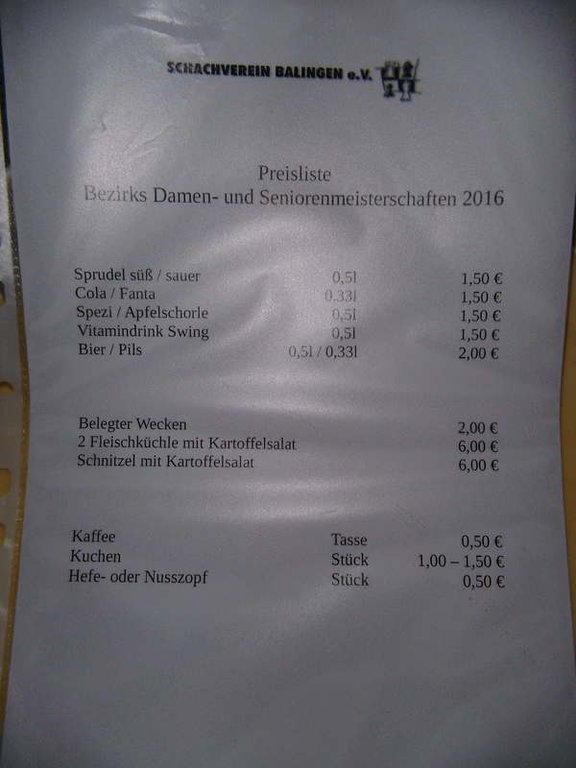 SCHACHVEREIN BALINGEN e.V.
Preisliste
Bezirks Damen- und Seniorenmeisterschaften 2016
Sprudel süß / sauer 0,5l 1,50 €
Cola / Fanta 0.33l 1,50 €
Spezi / Apfelschorle 0,5l 1,50 €
Vitamindrink Swing 0,5l 1,50 €
Bier / Pils 0,5l / 0,33l 2,00 €
Belegter Wecken 2,00 €
2 Fleischküchle mit Kartoffelsalat 6,00 €
Schnitzel mit Kartoffelsalat 6,00 €
Kaffee Tasse 0,50 €
Kuchen Stück 1,00 – 1,50 €
Hefe- oder Nusszopf Stück 0,50 €